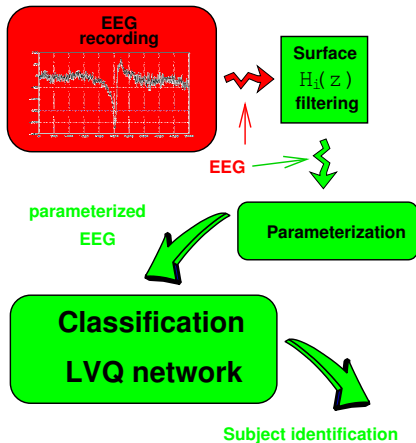 EEG
recording
Surface
H_i(z)
filtering
EEG
parameterized
EEG
Parameterization
Classification
LVQ network
Subject identification